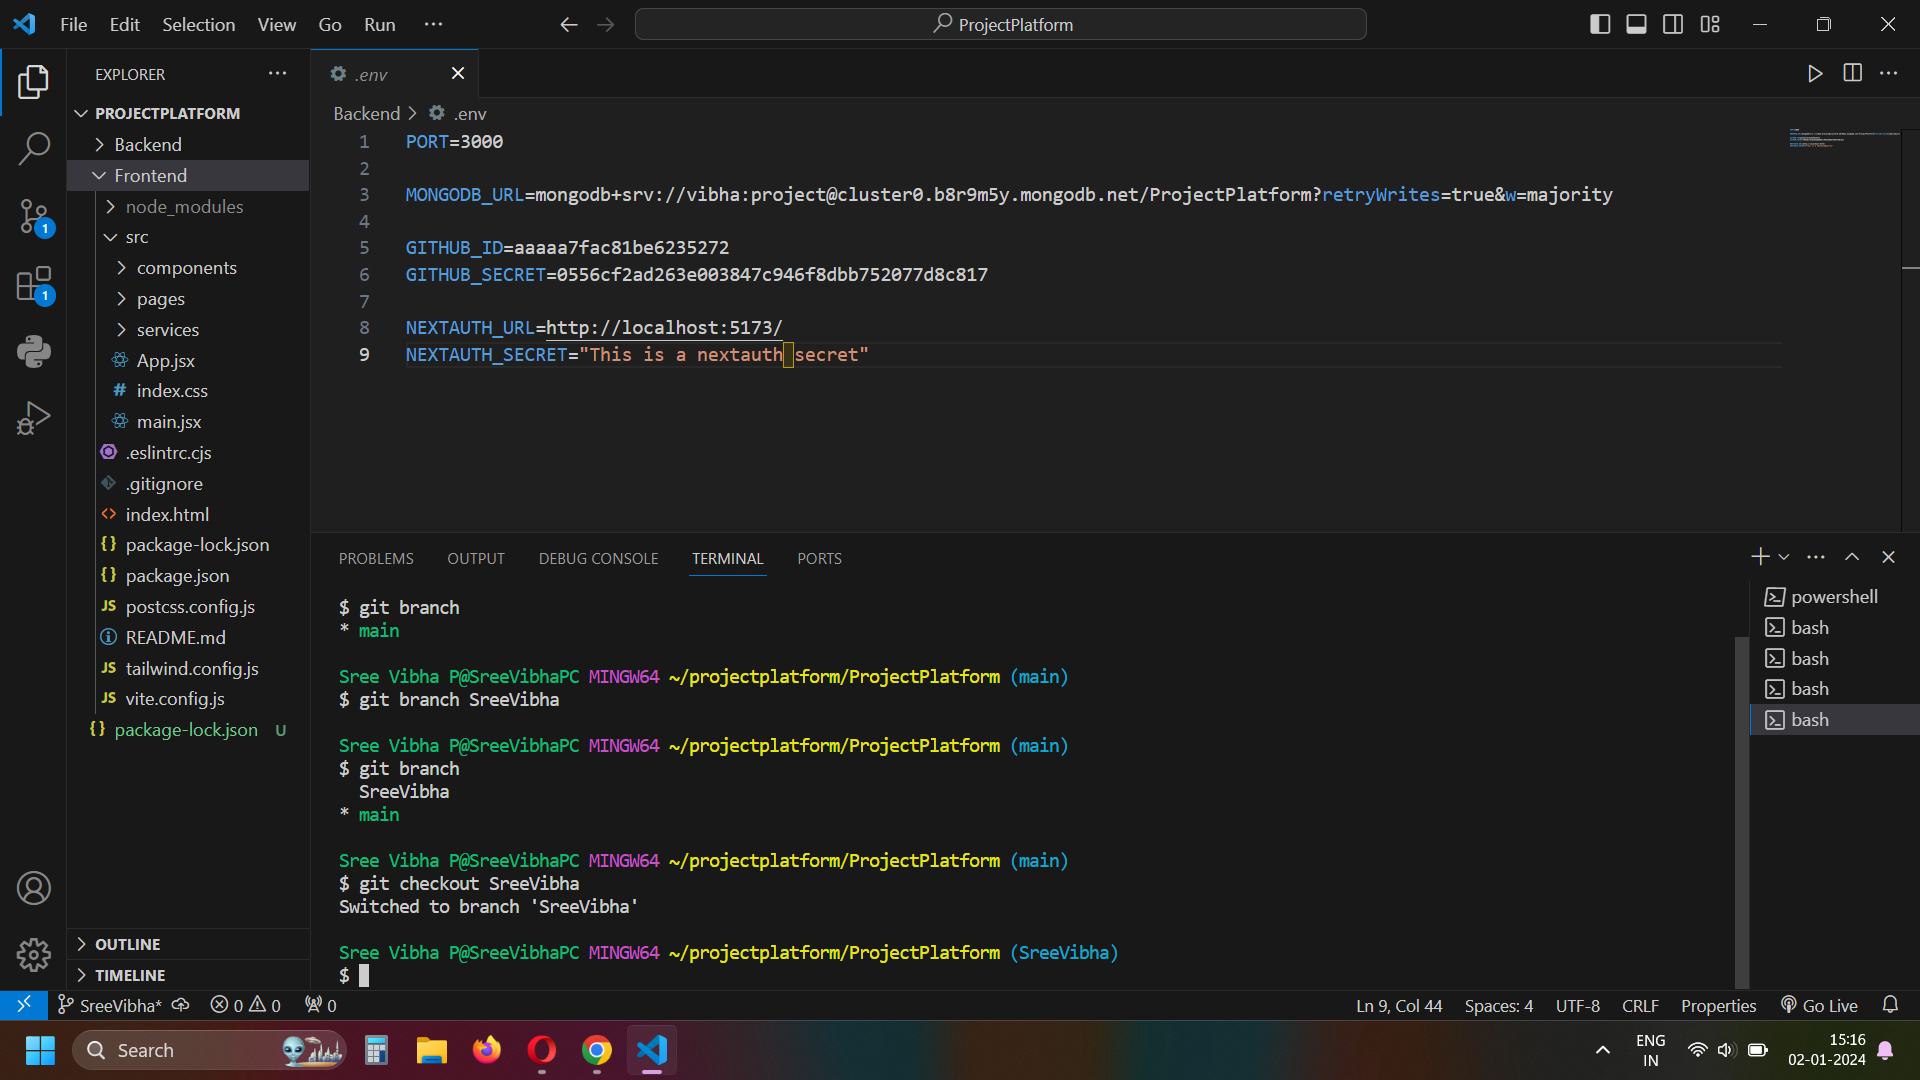 File Edit Selection View Go Run ···
ProjectPlatform
EXPLORER
PROJECTPLATFORM
Backend
Frontend
node_modules
src
components
pages
services
App.jsx
# index.css
main.jsx
.eslintrc.cjs
.gitignore
<> index.html
{} package-lock.json
{} package.json
JS postcss.config.js
README.md
JS tailwind.config.js
JS vite.config.js
{} package-lock.json U
OUTLINE
TIMELINE
1
1
.env
Backend > .env
1 PORT=3000
2
3 MONGODB_URL=mongodb+srv://vibha:project@cluster0.b8r9m5y.mongodb.net/ProjectPlatform?retryWrites=true&w=majority
4
5 GITHUB_ID=aaaaa7fac81be6235272
6 GITHUB_SECRET=0556cf2ad263e003847c946f8dbb752077d8c817
7
8 NEXTAUTH_URL=http://localhost:5173/
9 NEXTAUTH_SECRET="This is a nextauth secret"
PROBLEMS OUTPUT DEBUG CONSOLE TERMINAL PORTS
$ git branch
* main
Sree Vibha P@SreeVibhaPC MINGW64 ~/projectplatform/ProjectPlatform (main)
$ git branch SreeVibha
Sree Vibha P@SreeVibhaPC MINGW64 ~/projectplatform/ProjectPlatform (main)
$ git branch
SreeVibha
* main
Sree Vibha P@SreeVibhaPC MINGW64 ~/projectplatform/ProjectPlatform (main)
$ git checkout SreeVibha
Switched to branch 'SreeVibha'
Sree Vibha P@SreeVibhaPC MINGW64 ~/projectplatform/ProjectPlatform (SreeVibha)
$
powershell
bash
bash
bash
bash
SreeVibha* 0 0 0 Ln 9, Col 44 Spaces: 4 UTF-8 CRLF Properties Go Live
Search
ENG
IN
15:16
02-01-2024